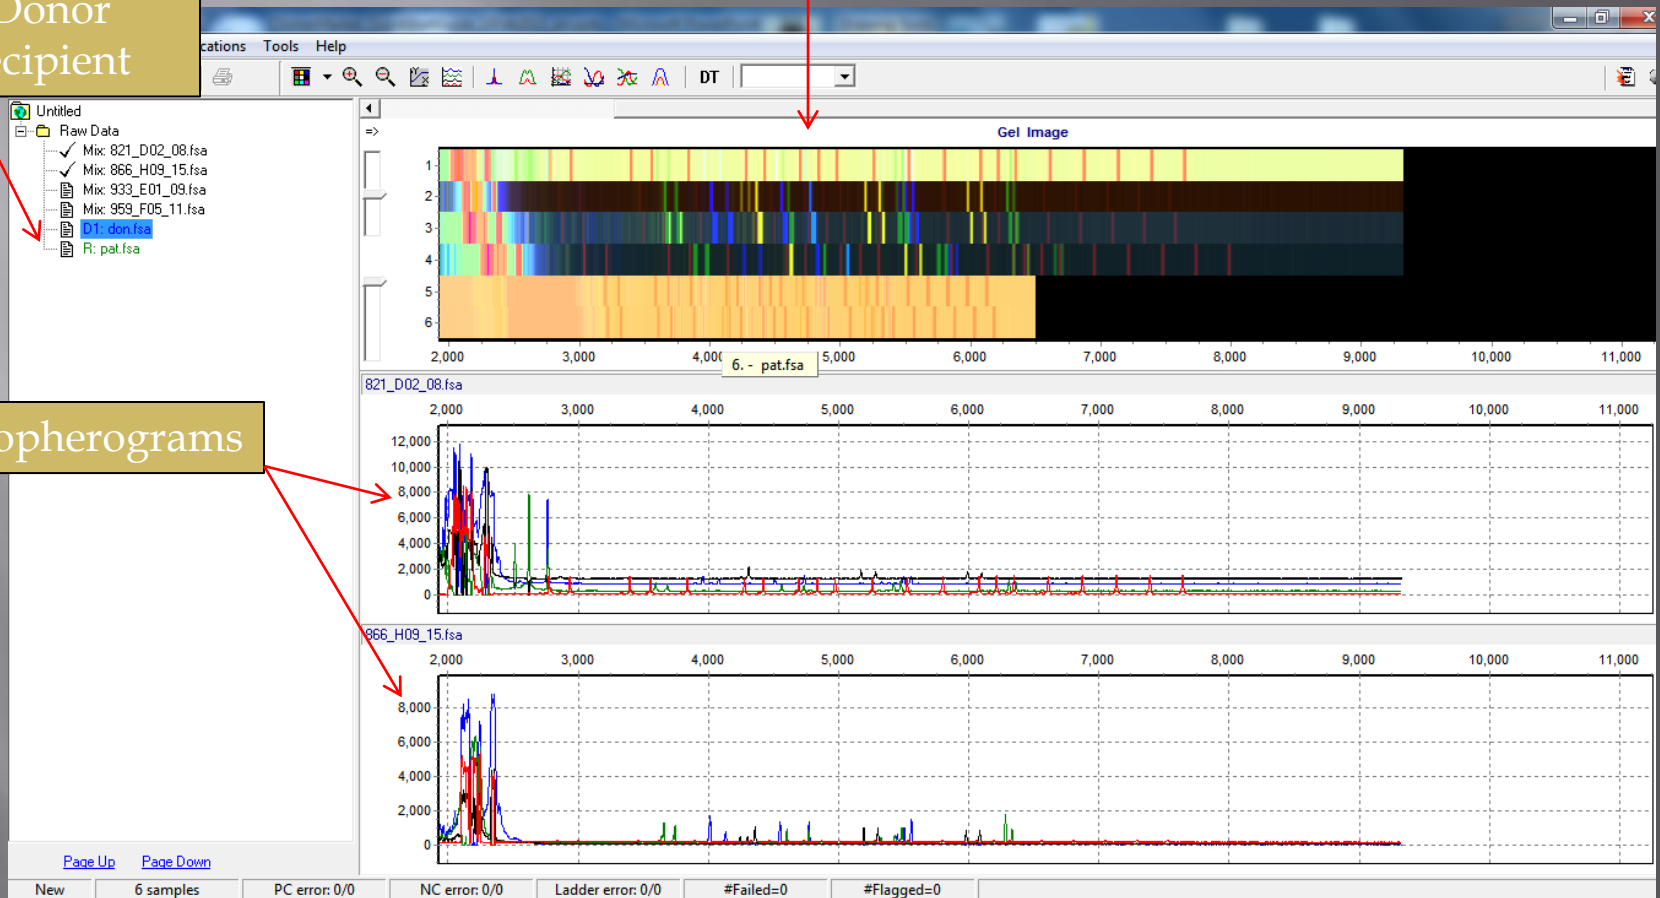 Donor
cations Tools Help
DT
Untitled
Raw Data
Mix: 821_D02_08.fsa
Mix: 866_H09_15.fsa
Mix: 933_E01_09.fsa
Mix: 959_F05_11.fsa
D1: don.fsa
R: pat.fsa
=>
Gel Image
1
2
3
4
5
6
2,000 3,000 4,000 5,000 6,000 7,000 8,000 9,000 10,000 11,000
6. - pat.fsa
821_D02_08.fsa
2,000 3,000 4,000 5,000 6,000 7,000 8,000 9,000 10,000 11,000
12,000
10,000
8,000
6,000
4,000
2,000
0
opherograms
866_H09_15.fsa
2,000 3,000 4,000 5,000 6,000 7,000 8,000 9,000 10,000 11,000
8,000
6,000
4,000
2,000
0
Page Up Page Down
New 6 samples PC error: 0/0 NC error: 0/0 Ladder error: 0/0 #Failed=0 #Flagged=0